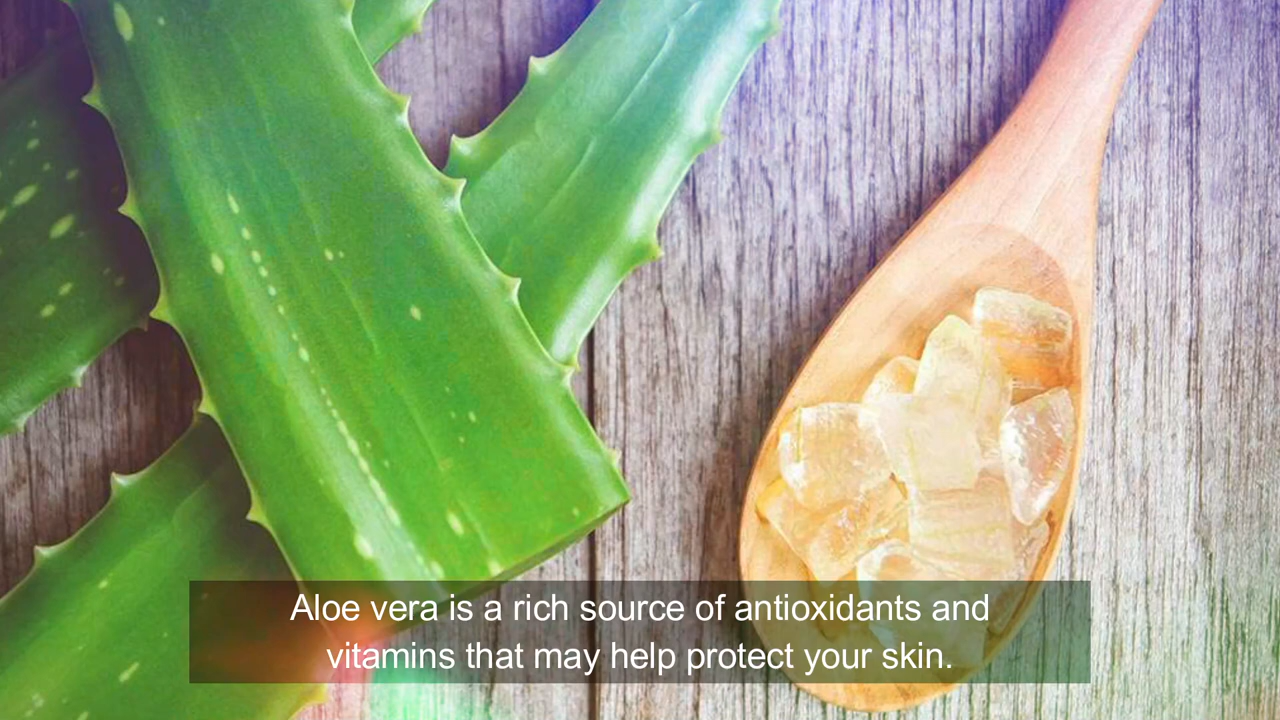 Aloe vera is a rich source of antioxidants and
vitamins that may help protect your skin.